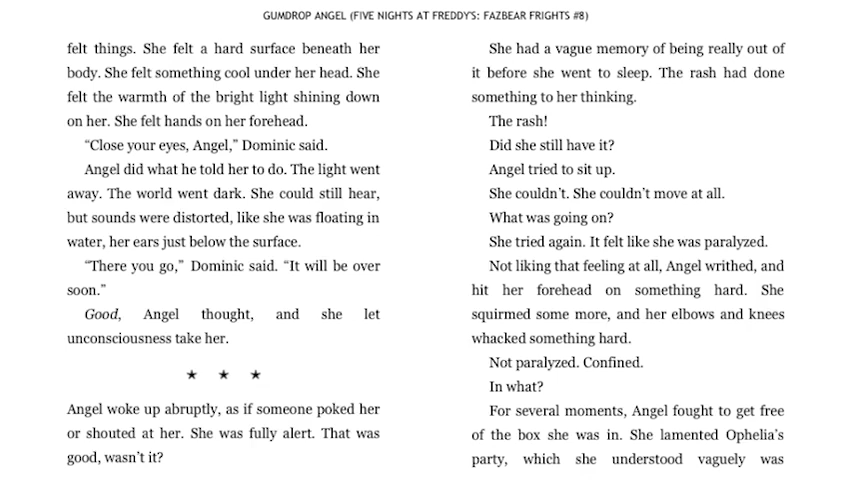 GUMDROP ANGEL (FIVE NIGHTS AT FREDDY'S: FAZBEAR FRIGHTS #8)
felt things. She felt a hard surface beneath her
body. She felt something cool under her head. She
felt the warmth of the bright light shining down
on her. She felt hands on her forehead.
“Close your eyes, Angel,” Dominic said.
Angel did what he told her to do. The light went
away. The world went dark. She could still hear,
but sounds were distorted, like she was floating in
water, her ears just below the surface.
“There you go,” Dominic said. “It will be over
soon.”
Good, Angel thought, and she let
unconsciousness take her.
★ ★ ★
Angel woke up abruptly, as if someone poked her
or shouted at her. She was fully alert. That was
good, wasn’t it?
She had a vague memory of being really out of
it before she went to sleep. The rash had done
something to her thinking.
The rash!
Did she still have it?
Angel tried to sit up.
She couldn’t. She couldn’t move at all.
What was going on?
She tried again. It felt like she was paralyzed.
Not liking that feeling at all, Angel writhed, and
hit her forehead on something hard. She
squirmed some more, and her elbows and knees
whacked something hard.
Not paralyzed. Confined.
In what?
For several moments, Angel fought to get free
of the box she was in. She lamented Ophelia’s
party, which she understood vaguely was